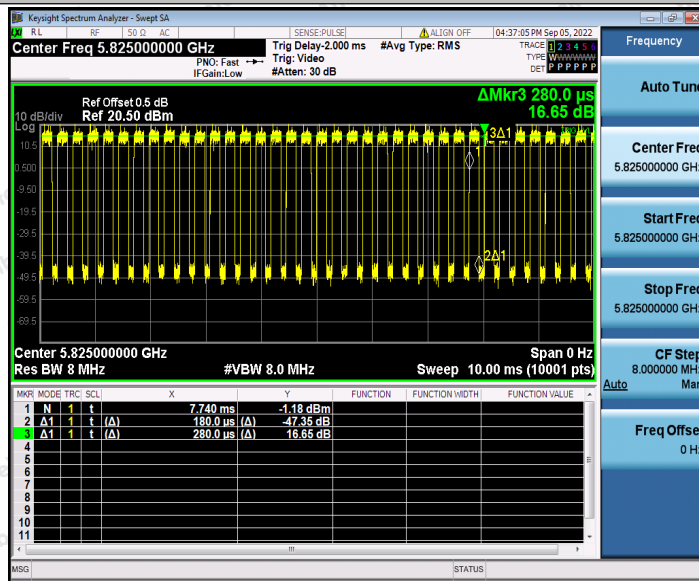 Keysight Spectrum Analyzer - Swept SA
LXI RL RF 50 Ω AC SENSE:PULSE ALIGN OFF 04:37:05 PM Sep 05, 2022
Center Freq 5.825000000 GHz
PNO: Fast
IFGain:Low
Trig Delay-2.000 ms
Trig: Video
#Atten: 30 dB
#Avg Type: RMS
TRACE 1 2 3 4 5 6
TYPE WWWWWW
DET P P P P P P
Frequency
Auto Tune
Center Freq
5.825000000 GHz
Start Freq
5.825000000 GHz
Stop Freq
5.825000000 GHz
CF Step
8.000000 MHz
Auto Man
Freq Offset
0 Hz
10 dB/div
Log
Ref Offset 0.5 dB
Ref 20.50 dBm
ΔMkr3 280.0 µs
16.65 dB
10.5
0.500
-9.50
-19.5
-29.5
-39.5
-49.5
-59.5
-69.5
3Δ1
1
2Δ1
Center 5.825000000 GHz Span 0 Hz
Res BW 8 MHz #VBW 8.0 MHz Sweep 10.00 ms (10001 pts)
MKR MODE TRC SCL X Y FUNCTION FUNCTION WIDTH FUNCTION VALUE
1 N 1 t 7.740 ms -1.18 dBm
2 Δ1 1 t (Δ) 180.0 µs (Δ) -47.35 dB
3 Δ1 1 t (Δ) 280.0 µs (Δ) 16.65 dB
4
5
6
7
8
9
10
11
MSG STATUS